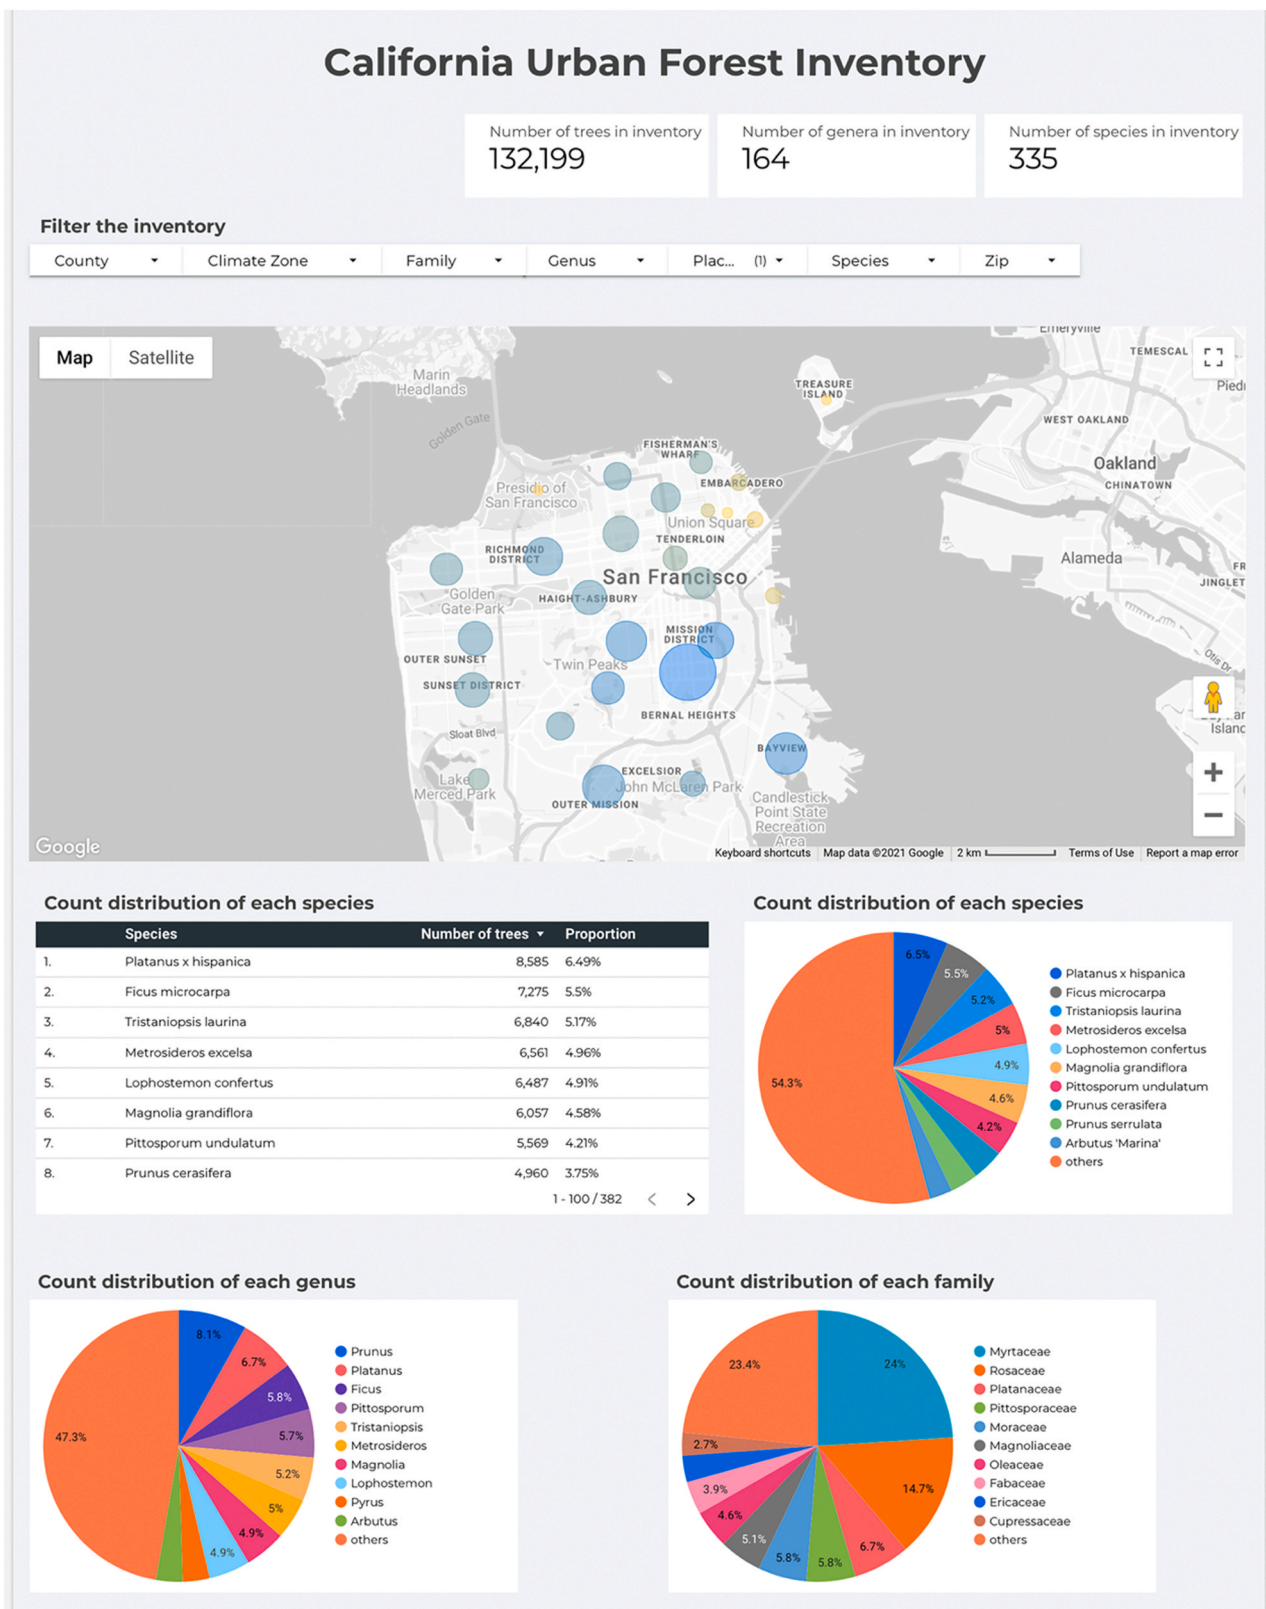 California Urban Forest Inventory
Number of trees in inventory
132,199
Number of genera in inventory
164
Number of species in inventory
335
Filter the inventory
County
Climate Zone
Family
Genus
Plac... (1)
Species
Zip
Map
Satellite
Marin
Headlands
Golden Gate
TREASURE
ISLAND
Emeryville
TEMESCAL
Piedi
WEST OAKLAND
Oakland
CHINATOWN
Alameda
JINGLET
Otis Dr
FISHERMAN'S
WHARF
EMBARCADERO
Presidio of
San Francisco
Union Square
TENDERLOIN
RICHMOND
DISTRICT
San Francisco
Golden
Gate Park
HAIGHT-ASHBURY
MISSION
DISTRICT
OUTER SUNSET
Twin Peaks
SUNSET DISTRICT
BERNAL HEIGHTS
Sloat Blvd
BAYVIEW
Lake
Merced Park
EXCELSIOR
John McLaren Park
OUTER MISSION
Candlestick
Point State
Recreation
Area
Google
Keyboard shortcuts
Map data ©2021 Google
2 km
Terms of Use
Report a map error
Count distribution of each species
Species Number of trees Proportion
1. Platanus x hispanica 8,585 6.49%
2. Ficus microcarpa 7,275 5.5%
3. Tristaniopsis laurina 6,840 5.17%
4. Metrosideros excelsa 6,561 4.96%
5. Lophostemon confertus 6,487 4.91%
6. Magnolia grandiflora 6,057 4.58%
7. Pittosporum undulatum 5,569 4.21%
8. Prunus cerasifera 4,960 3.75%
1 - 100 / 382
Count distribution of each species
6.5%
5.5%
5.2%
5%
4.9%
4.6%
4.2%
54.3%
Platanus x hispanica
Ficus microcarpa
Tristaniopsis laurina
Metrosideros excelsa
Lophostemon confertus
Magnolia grandiflora
Pittosporum undulatum
Prunus cerasifera
Prunus serrulata
Arbutus 'Marina'
others
Count distribution of each genus
8.1%
6.7%
5.8%
5.7%
5.2%
5%
4.9%
4.9%
47.3%
Prunus
Platanus
Ficus
Pittosporum
Tristaniopsis
Metrosideros
Magnolia
Lophostemon
Pyrus
Arbutus
others
Count distribution of each family
24%
14.7%
6.7%
5.8%
5.8%
5.1%
4.6%
3.9%
2.7%
23.4%
Myrtaceae
Rosaceae
Platanaceae
Pittosporaceae
Moraceae
Magnoliaceae
Oleaceae
Fabaceae
Ericaceae
Cupressaceae
others